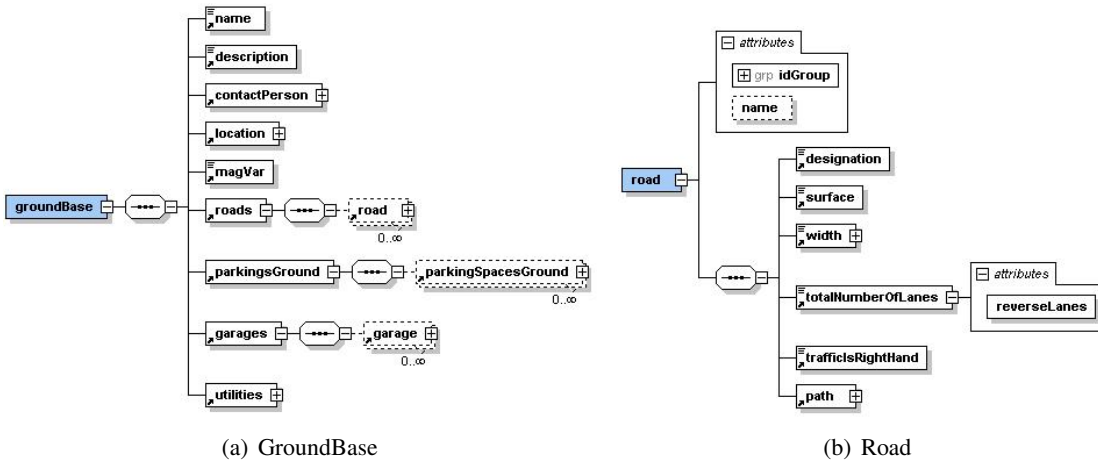 name
description
contactPerson
location
magVar
groundBase
roads
road
0..∞
parkingsGround
parkingSpacesGround
0..∞
garages
garage
0..∞
utilities
(a) GroundBase
attributes
grp idGroup
name
road
designation
surface
width
totalNumberOfLanes
attributes
reverseLanes
trafficIsRightHand
path
(b) Road